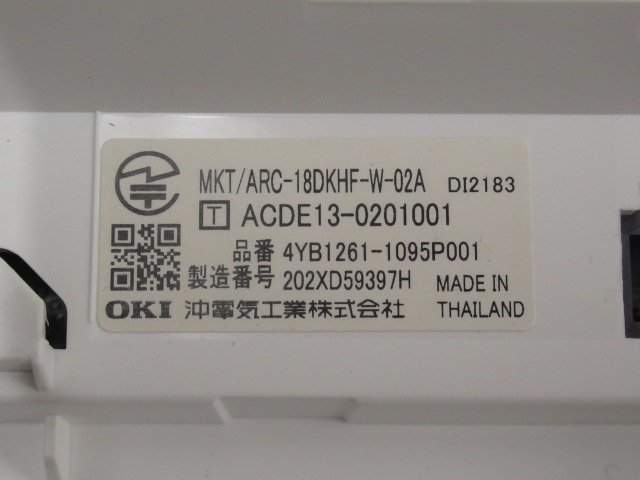 MKT/ARC-18DKHF-W-02A DI2183
T ACDE13-0201001
品番 4YB1261-1095P001
製造番号 202XD59397H MADE IN
OKI 沖電気工業株式会社 THAILAND